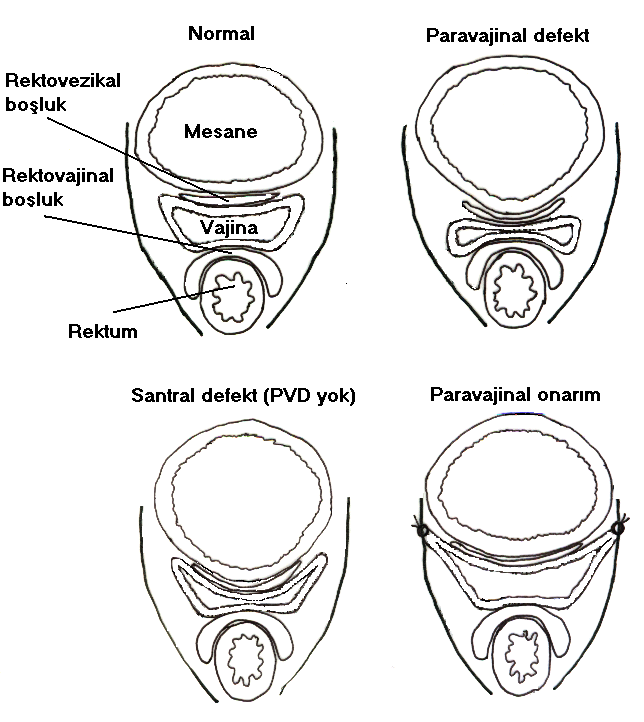 Normal
Paravajinal defekt
Rektovezikal
boşluk
Mesane
Rektovajinal
boşluk
Vajina
Rektum
Santral defekt (PVD yok)
Paravajinal onarım